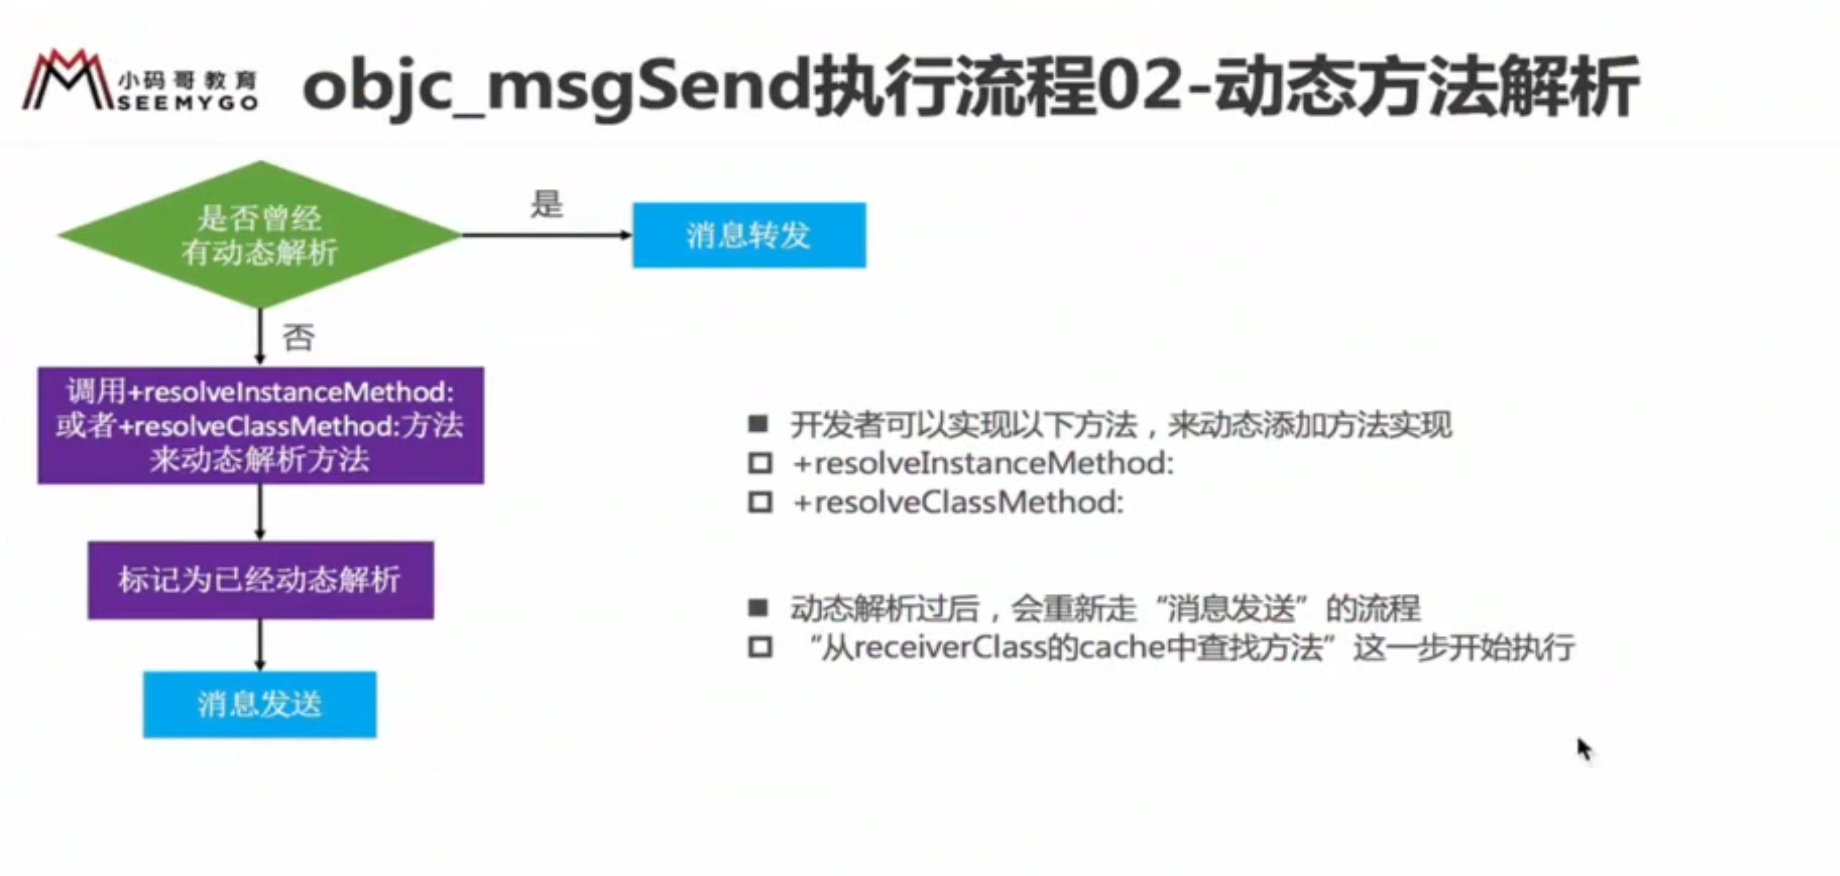 小码哥教育
SEEMYGO
objc_msgSend执行流程02-动态方法解析
是否曾经
有动态解析
是
消息转发
否
调用+resolveInstanceMethod:
或者+resolveClassMethod:方法
来动态解析方法
标记为已经动态解析
消息发送
开发者可以实现以下方法，来动态添加方法实现
+resolveInstanceMethod:
+resolveClassMethod:
动态解析过后，会重新走“消息发送”的流程
“从receiverClass的cache中查找方法”这一步开始执行